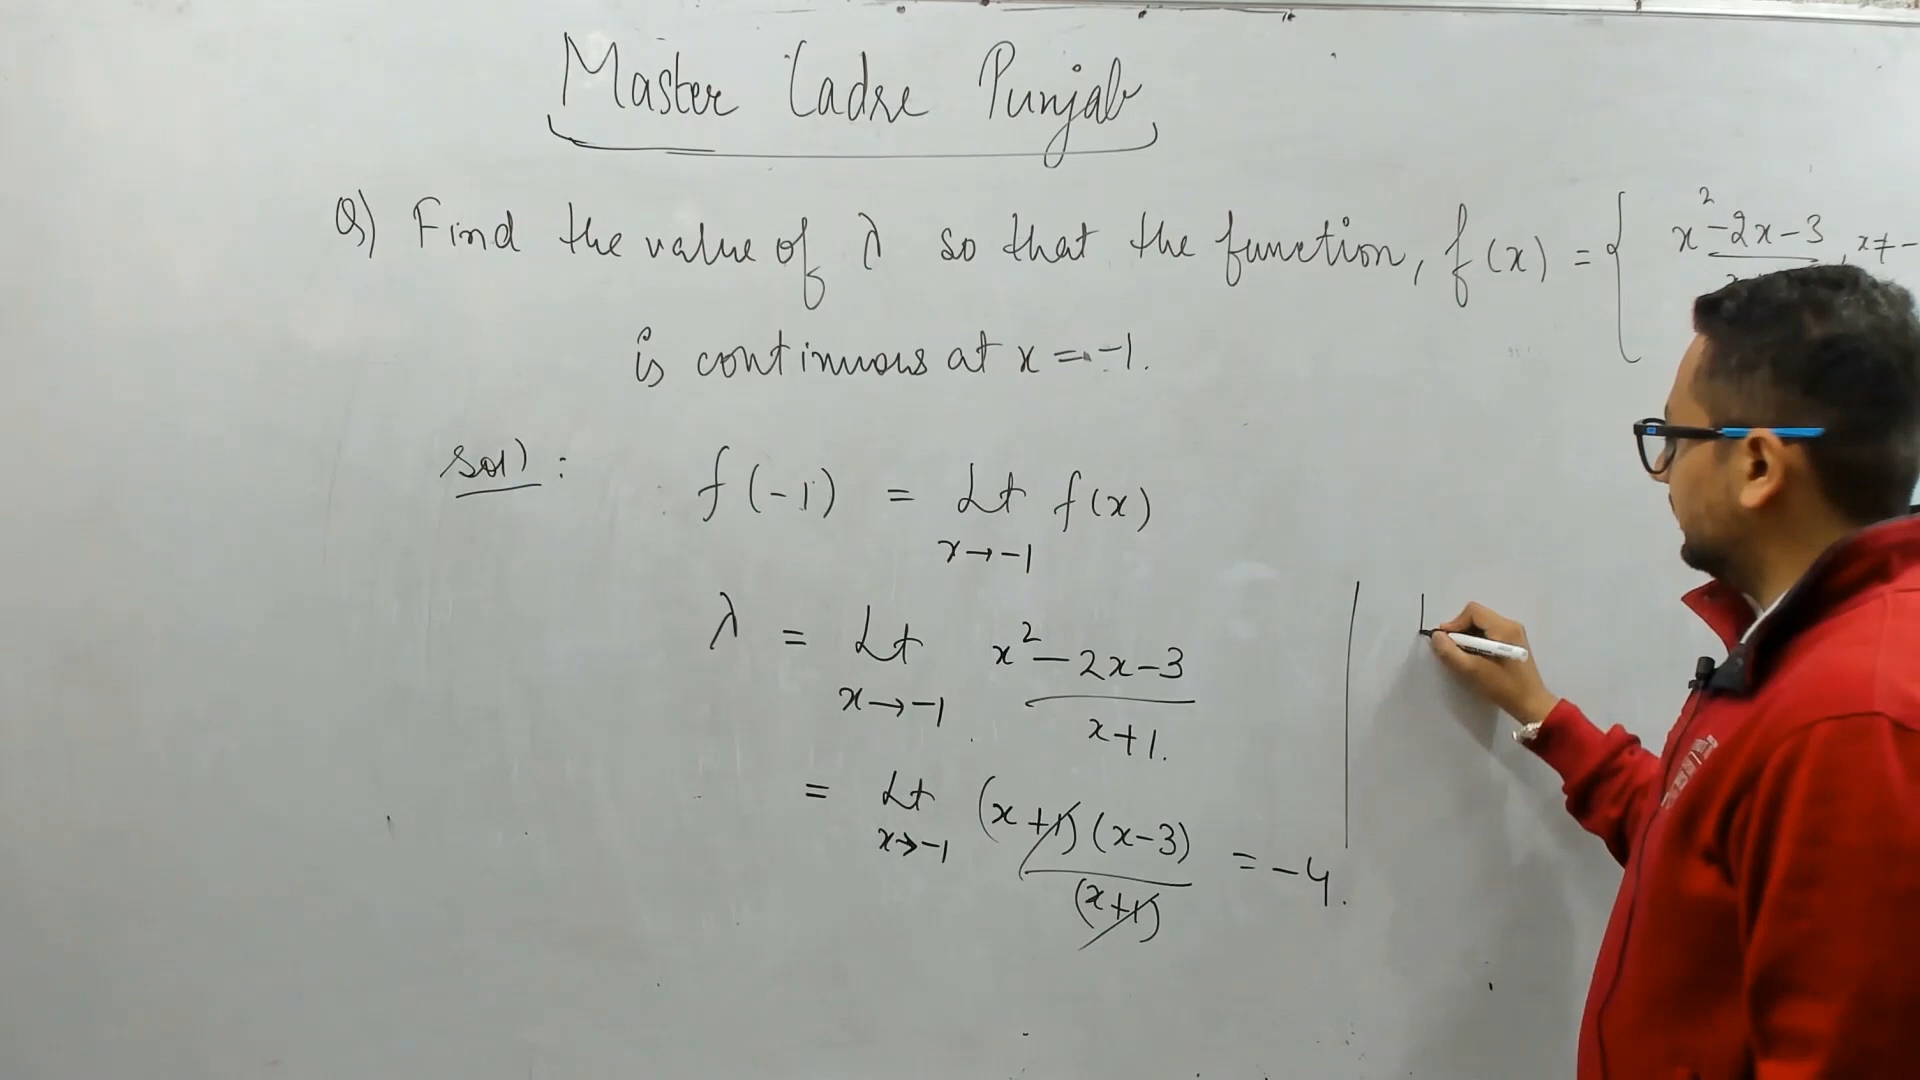 Master Cadre Punjab
Q) Find the value of λ so that the function, f(x) = { x²-2x-3 , x≠-
is continuous at x = -1.
Sol) :
f(-1) = Lt f(x)
x→-1
λ = Lt x²-2x-3
x→-1 x+1.
= Lt (x+1)(x-3) = -4.
x→-1 (x+1)